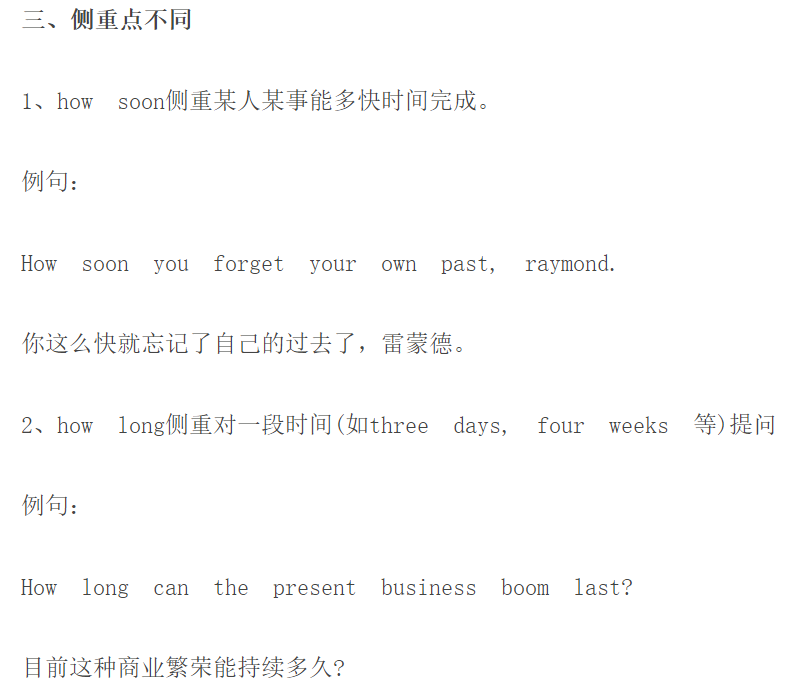 三、侧重点不同
1、how soon侧重某人某事能多快时间完成。
例句：
How soon you forget your own past, raymond.
你这么快就忘记了自己的过去了，雷蒙德。
2、how long侧重对一段时间(如three days, four weeks 等)提问
例句：
How long can the present business boom last?
目前这种商业繁荣能持续多久?